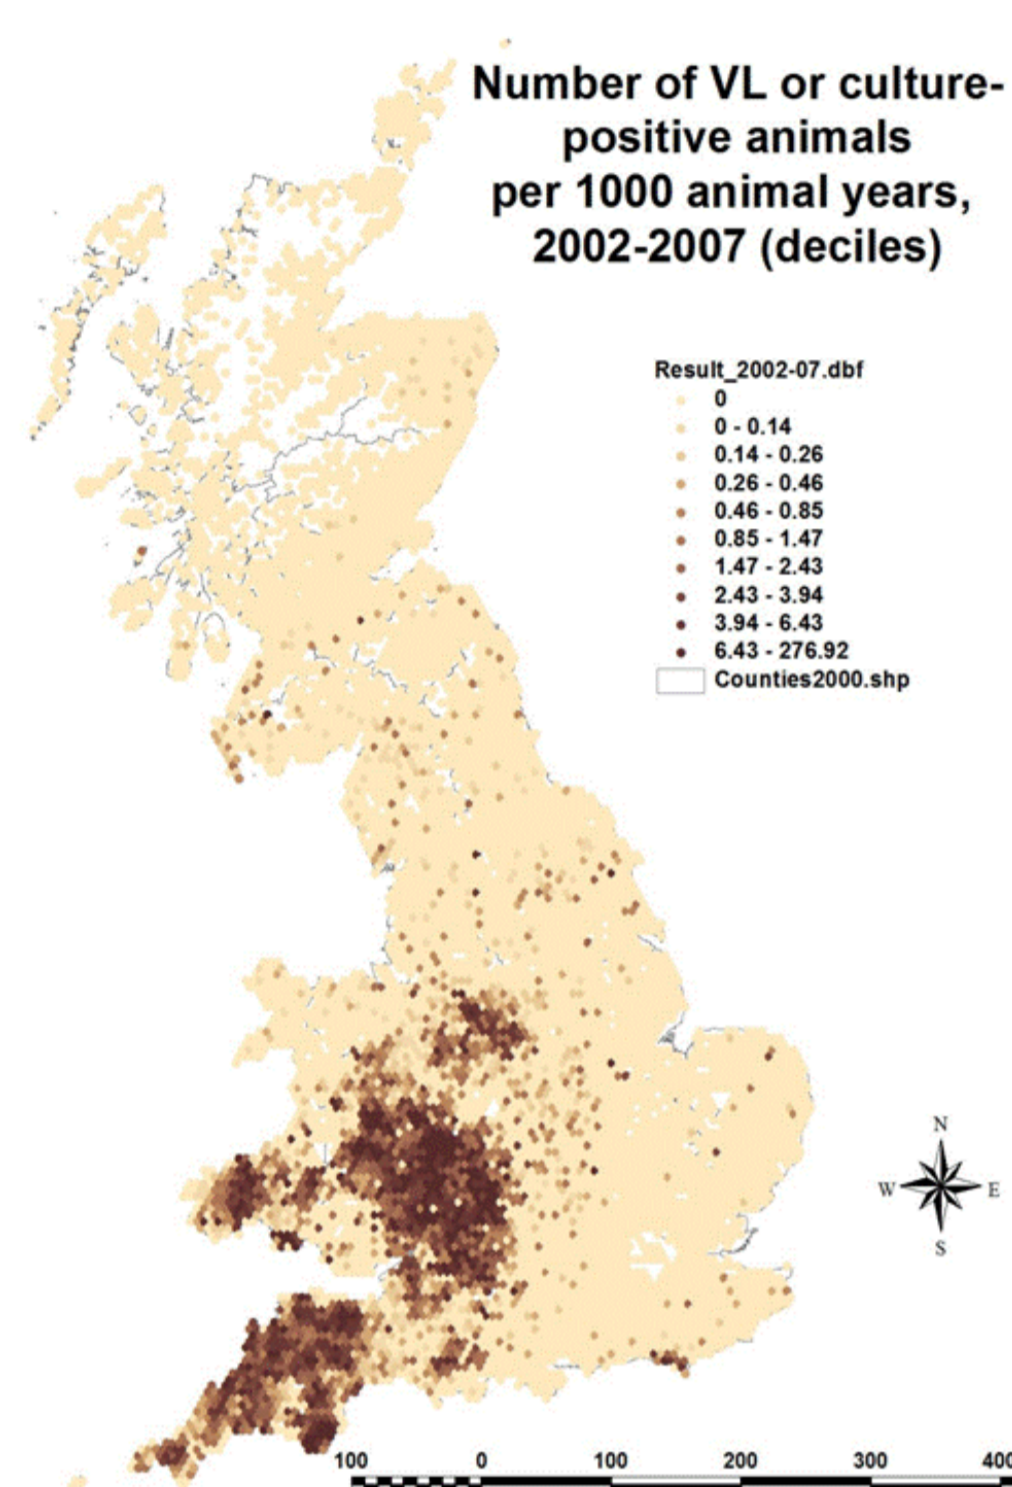 Number of VL or culture-
positive animals
per 1000 animal years,
2002-2007 (deciles)
Result_2002-07.dbf
0
0 - 0.14
0.14 - 0.26
0.26 - 0.46
0.46 - 0.85
0.85 - 1.47
1.47 - 2.43
2.43 - 3.94
3.94 - 6.43
6.43 - 276.92
Counties2000.shp
N
W E
S
100 0 100 200 300 400